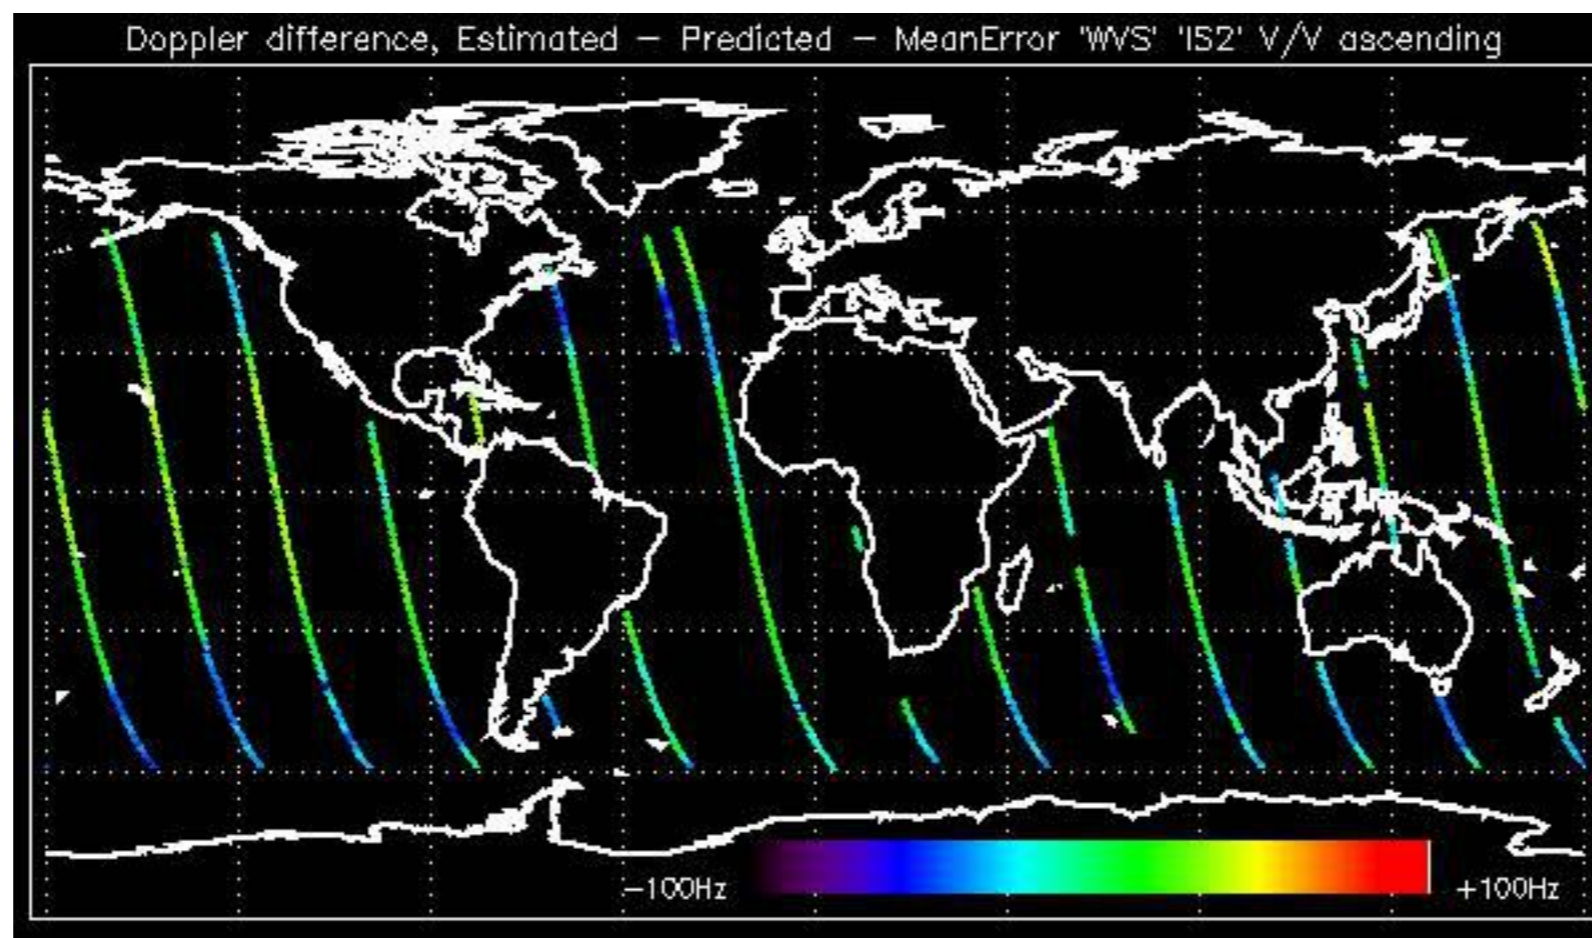 Doppler difference, Estimated – Predicted – MeanError 'WVS' 'IS2' V/V ascending
–100Hz
+100Hz